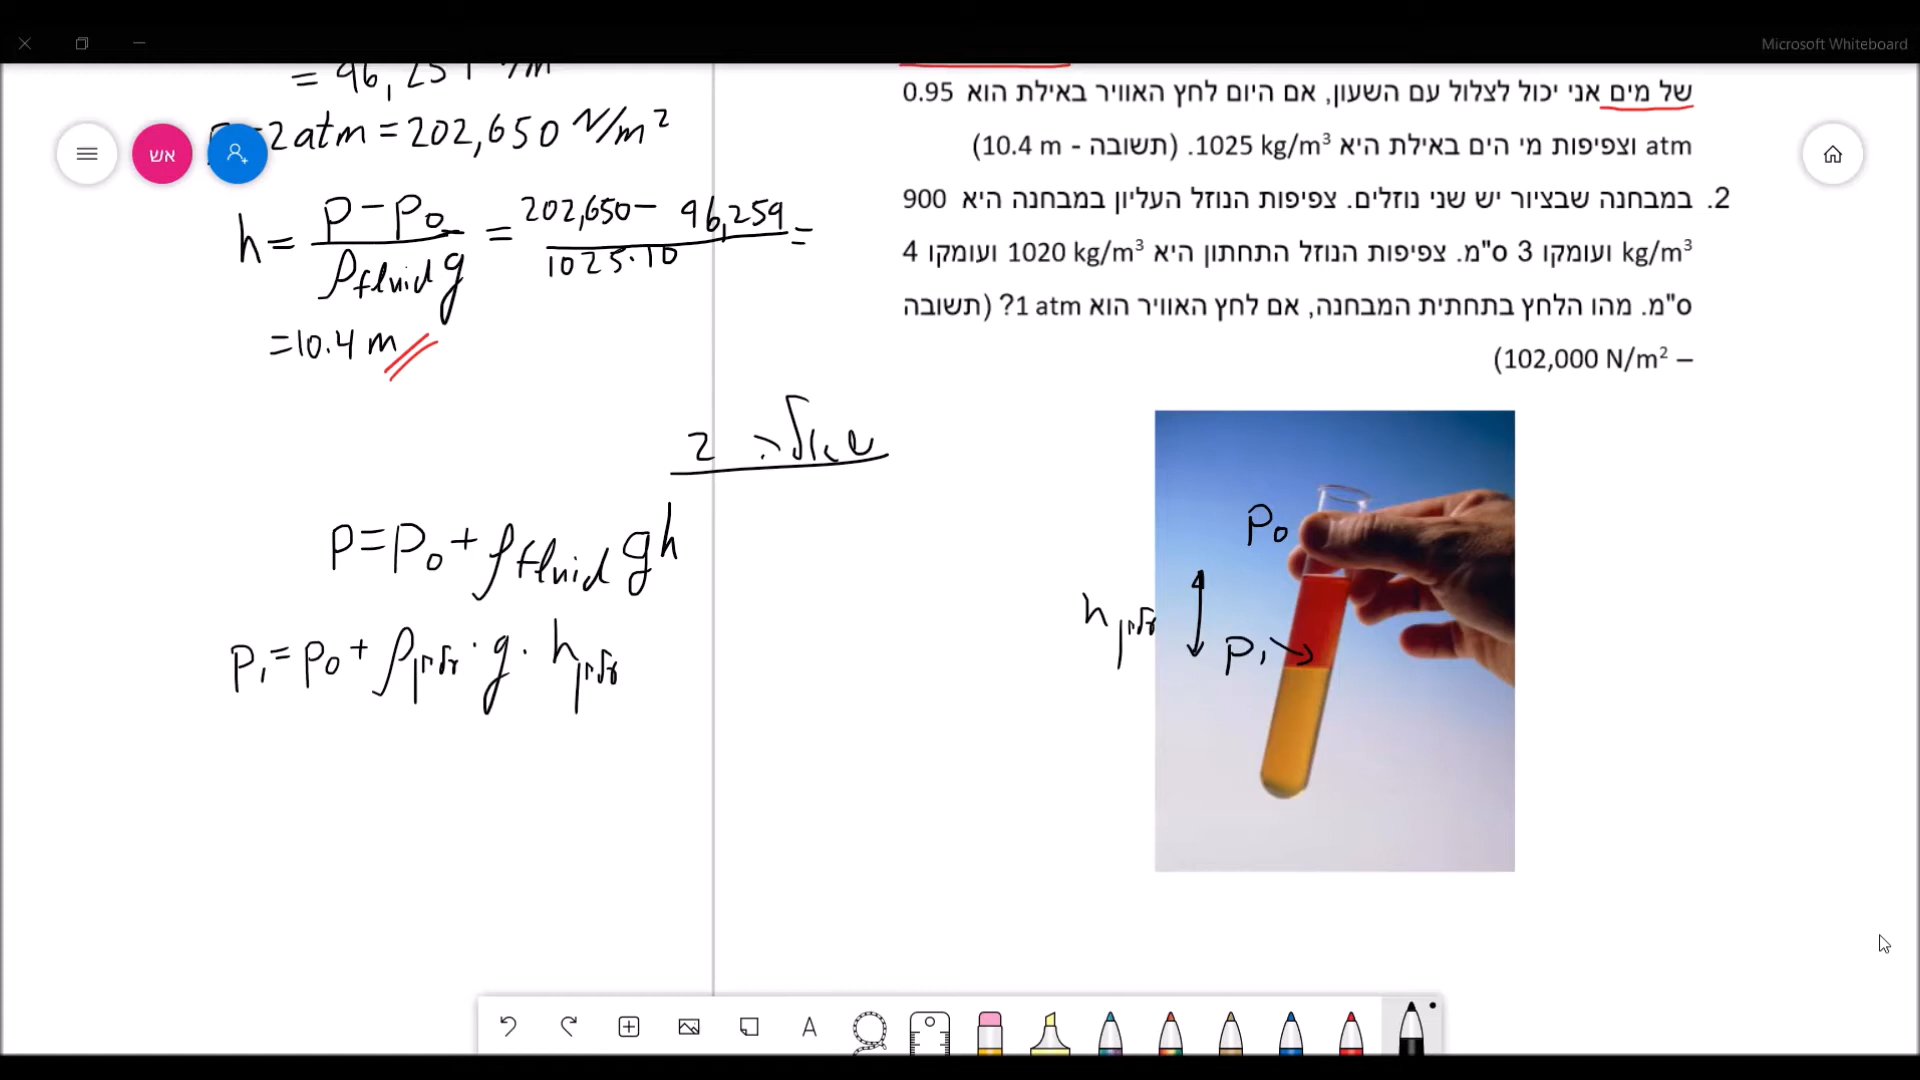 Microsoft Whiteboard
של מים אני יכול לצלול עם השעון, אם היום לחץ האוויר באילת הוא 0.95
atm וצפיפות מי הים באילת היא 1025 kg/m³. (תשובה - 10.4 m)
2. במבחנה שבציור יש שני נוזלים. צפיפות הנוזל העליון במבחנה היא 900
kg/m³ ועומקו 3 ס"מ. צפיפות הנוזל התחתון היא 1020 kg/m³ ועומקו 4
ס"מ. מהו הלחץ בתחתית המבחנה, אם לחץ האוויר הוא 1 atm? (תשובה
– 102,000 N/m²)
אש
2 atm = 202,650 N/m²
h = (P - P₀)/(ρfluid g) = (202,650 - 96,259)/(1025·10) =
= 10.4 m
שאלה 2
P = P₀ + ρfluid gh
P₁ = P₀ + ρעליון · g · hעליון
P₀
hעליון
P₁
A